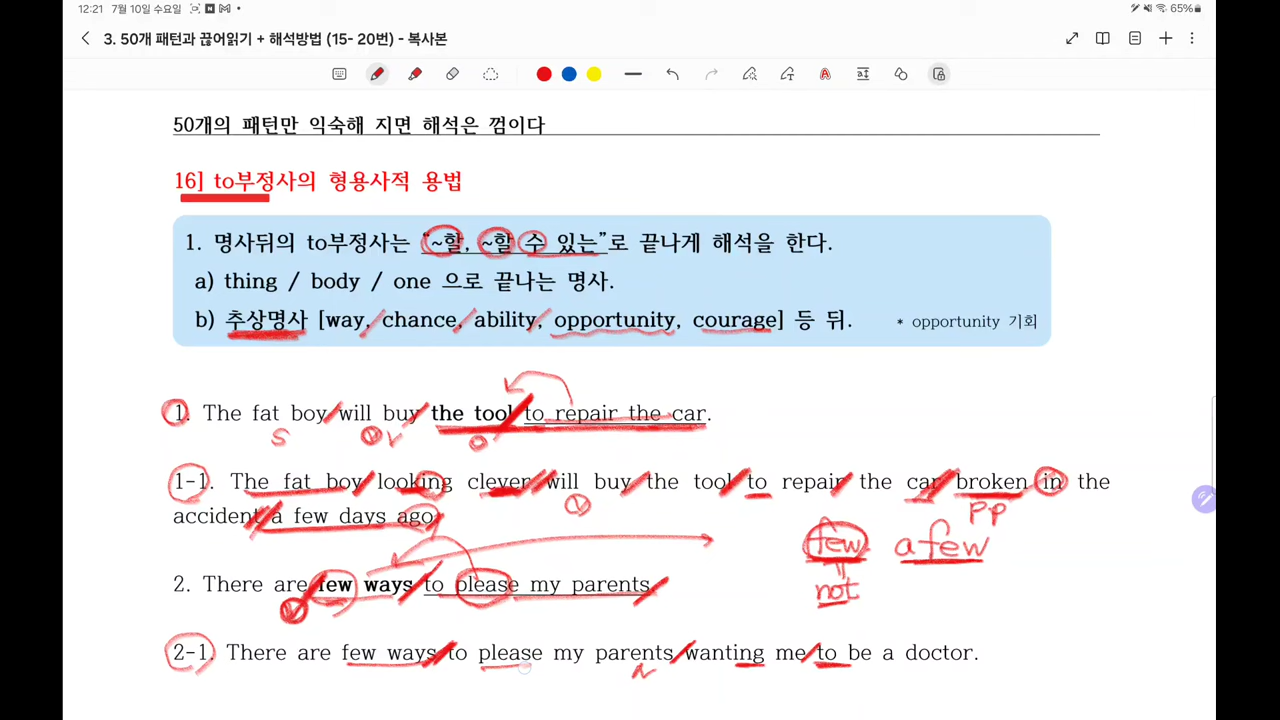 12:21 7월 10일 수요일
65%
3. 50개 패턴과 끊어읽기 + 해석방법 (15- 20번) - 복사본
50개의 패턴만 익숙해 지면 해석은 껌이다
16] to부정사의 형용사적 용법
1. 명사뒤의 to부정사는 “~할, ~할 수 있는”로 끝나게 해석을 한다.
a) thing / body / one 으로 끝나는 명사.
b) 추상명사 [way, chance, ability, opportunity, courage] 등 뒤. * opportunity 기회
1. The fat boy will buy the tool to repair the car.
S V O
1-1. The fat boy looking clever will buy the tool to repair the car broken in the
V PP
accident a few days ago.
few a few
2. There are few ways to please my parents.
V not
2-1. There are few ways to please my parents wanting me to be a doctor.